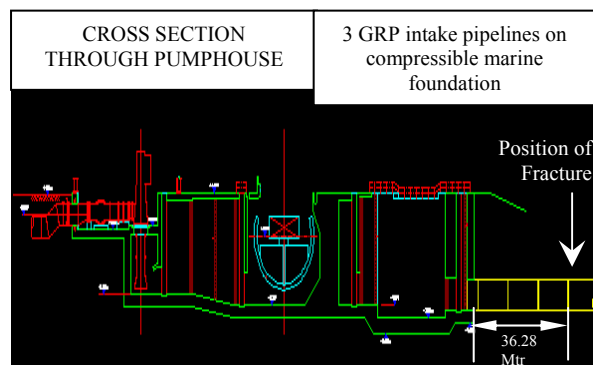 CROSS SECTION
THROUGH PUMPHOUSE
3 GRP intake pipelines on
compressible marine
foundation
Position of
Fracture
36.28
Mtr